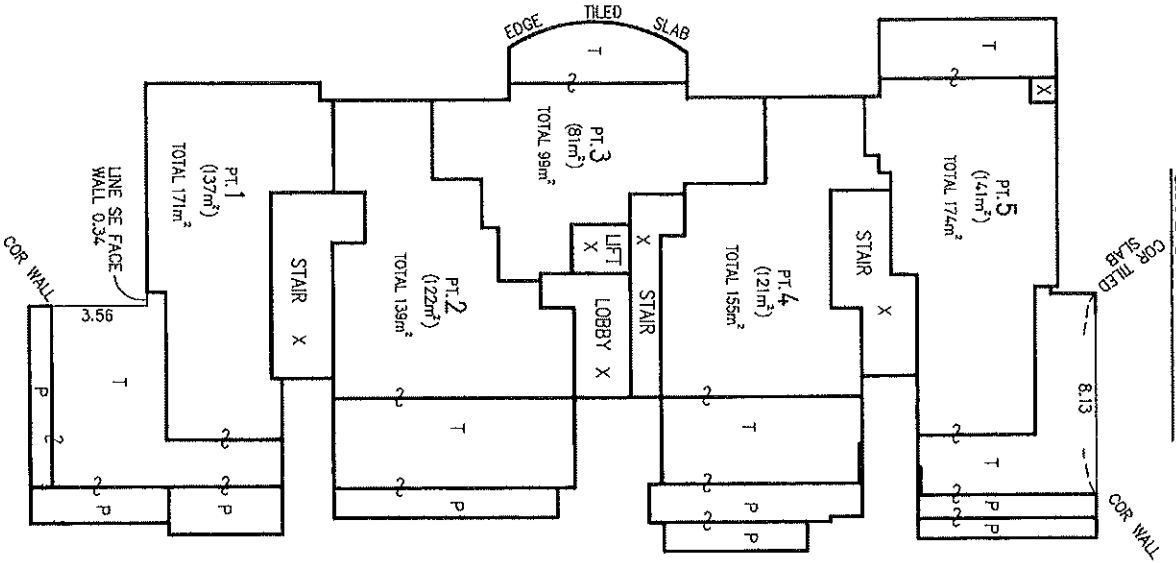 EDGE TILED SLAB
T
T
X
PT.1
(137m²)
TOTAL 171m²
PT.3
(81m²)
TOTAL 99m²
PT.5
(141m²)
TOTAL 174m²
LINE SE FACE
WALL 0.34
COR WALL
3.56
STAIR X
PT.2
(122m²)
TOTAL 139m²
LIFT
X
LOBBY X
X STAIR
PT.4
(121m²)
TOTAL 155m²
STAIR
X
COR TILED
SLAB
8.13
COR WALL
T
T
T
T
P
P
P
P
P
P
P
P